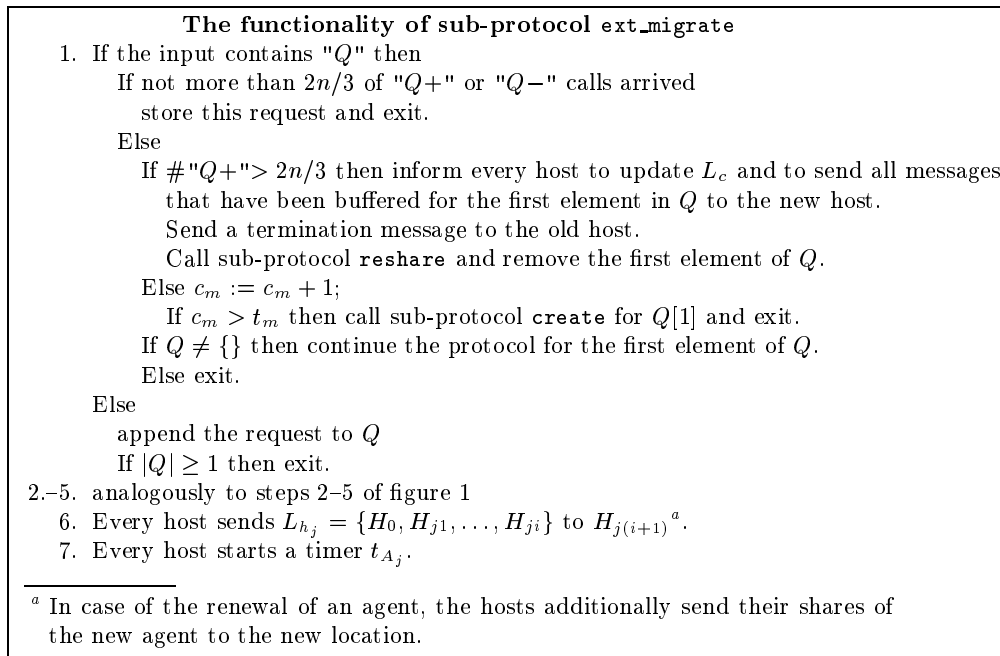 The functionality of sub-protocol ext_migrate
1. If the input contains "Q" then
If not more than 2n/3 of "Q+" or "Q−" calls arrived
store this request and exit.
Else
If #"Q+"> 2n/3 then inform every host to update L_c and to send all messages
that have been buffered for the first element in Q to the new host.
Send a termination message to the old host.
Call sub-protocol reshare and remove the first element of Q.
Else c_m := c_m + 1;
If c_m > t_m then call sub-protocol create for Q[1] and exit.
If Q ≠ {} then continue the protocol for the first element of Q.
Else exit.
Else
append the request to Q
If |Q| ≥ 1 then exit.
2.–5. analogously to steps 2–5 of figure 1
6. Every host sends L_{h_j} = {H_0, H_{j1}, . . . , H_{ji}} to H_{j(i+1)}^a.
7. Every host starts a timer t_{A_j}.
a In case of the renewal of an agent, the hosts additionally send their shares of
the new agent to the new location.